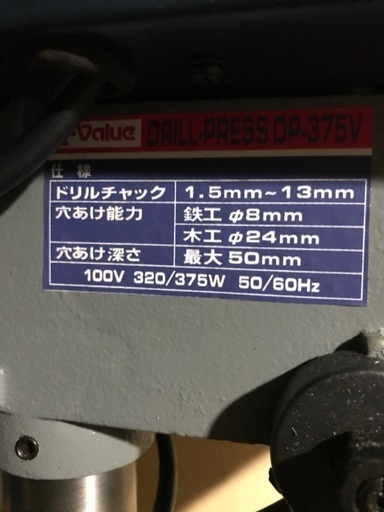 -Value DRILL-PRESS DP-375V
仕様
ドリルチャック 1.5mm~13mm
穴あけ能力 鉄工 φ8mm
木工 φ24mm
穴あけ深さ 最大 50mm
100V 320/375W 50/60Hz